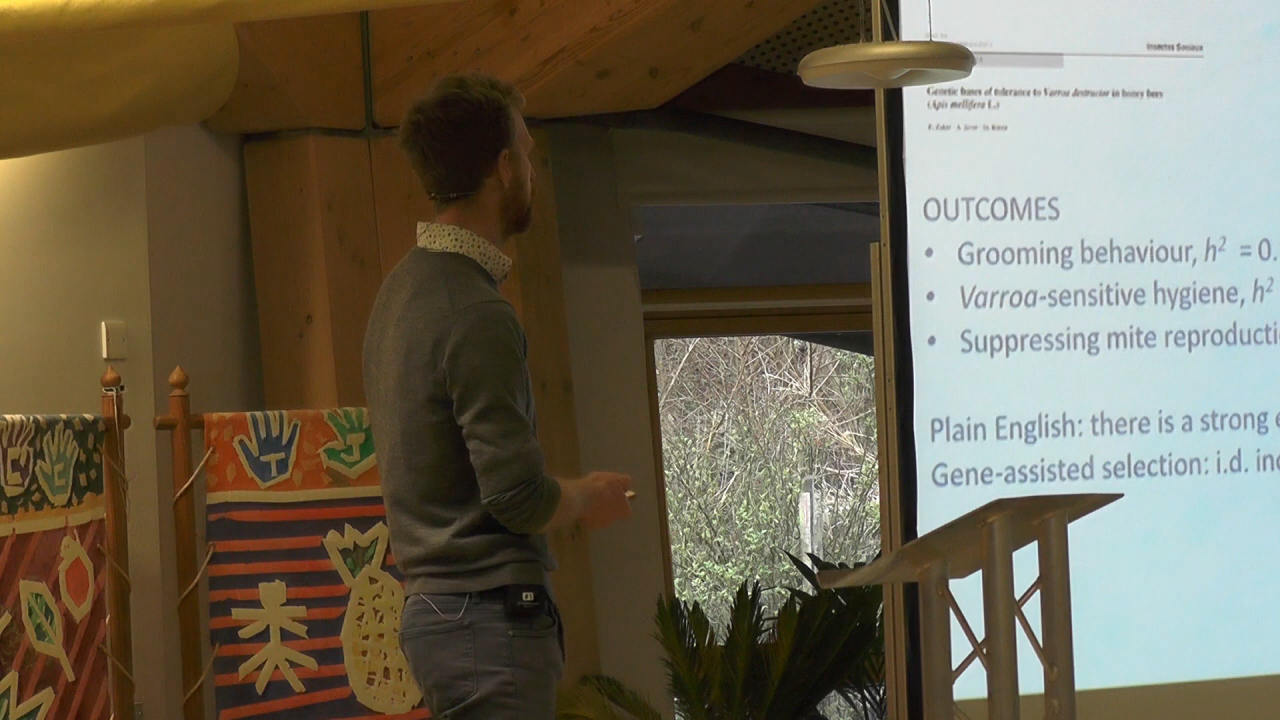 Insectes Sociaux
Genetic bases of tolerance to Varroa destructor in honey bees
(Apis mellifera L.)
OUTCOMES
• Grooming behaviour, h² = 0.
• Varroa-sensitive hygiene, h²
• Suppressing mite reproducti
Plain English: there is a strong
Gene-assisted selection: i.d. inc
T
J